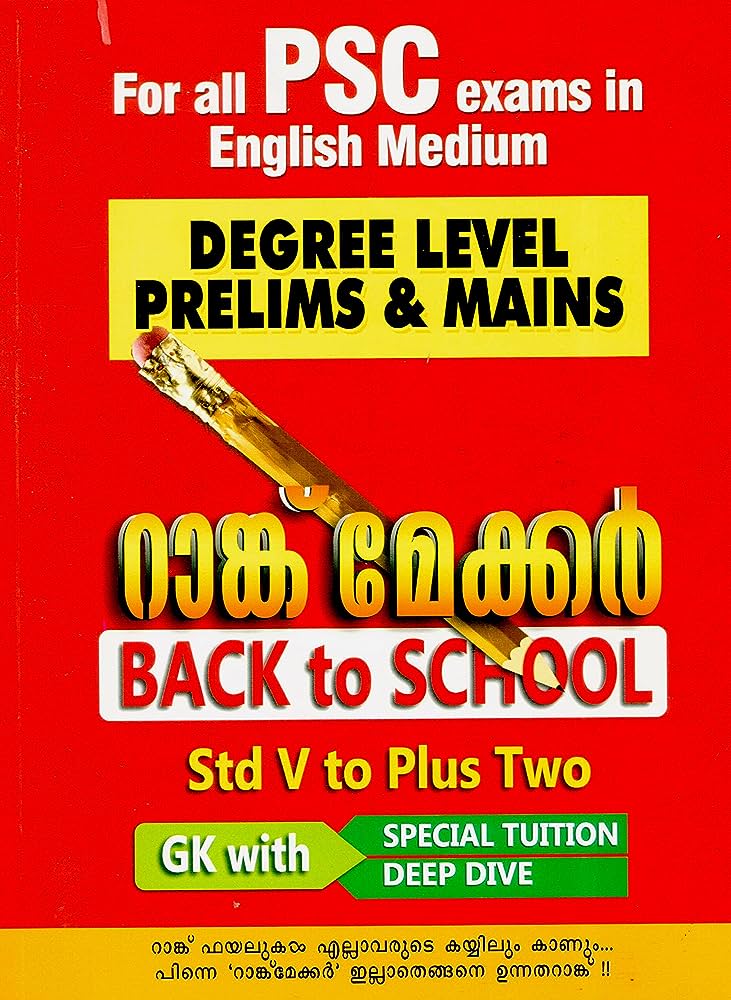 For all PSC exams in
English Medium
DEGREE LEVEL
PRELIMS & MAINS
റാങ്ക് മേക്കർ
BACK to SCHOOL
Std V to Plus Two
GK with
SPECIAL TUITION
DEEP DIVE
റാങ്ക് ഫയലുകൾ എല്ലാവരുടെ കയ്യിലും കാണും...
പിന്നെ 'റാങ്ക്മേക്കർ' ഇല്ലാതെങ്ങനെ ഉന്നതറാങ്ക് !!